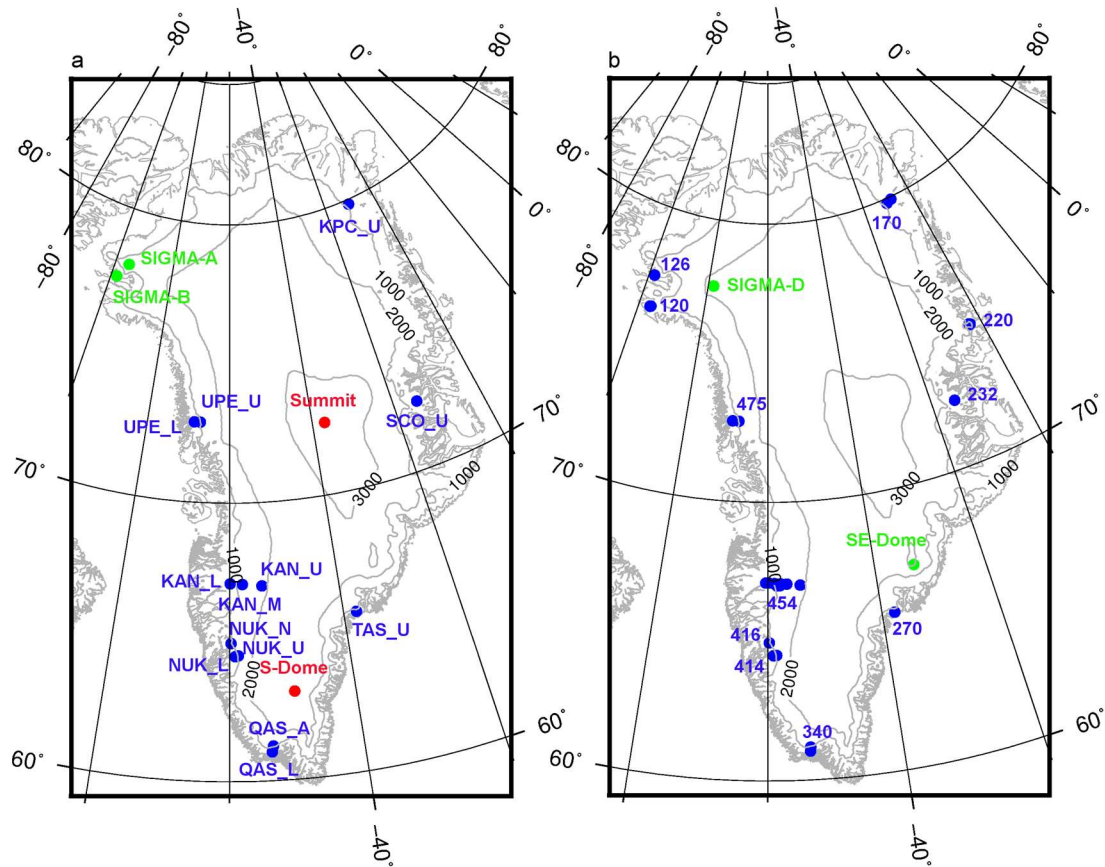 −80° −40° 0° 80°
a
80°
−80°
0°
KPC_U
SIGMA-A
SIGMA-B
1000
2000
UPE_U
UPE_L
Summit
SCO_U
70°
70°
3000
1000
1000
KAN_L
KAN_U
KAN_M
NUK_N
NUK_U
NUK_L
TAS_U
S-Dome
2000
QAS_A
QAS_L
60°
60°
−40°
−80° −40° 0° 80°
b
80°
−80°
0°
170
126
SIGMA-D
120
1000
2000
220
232
475
70°
70°
3000
1000
SE-Dome
1000
454
416
270
414
2000
340
60°
60°
−40°